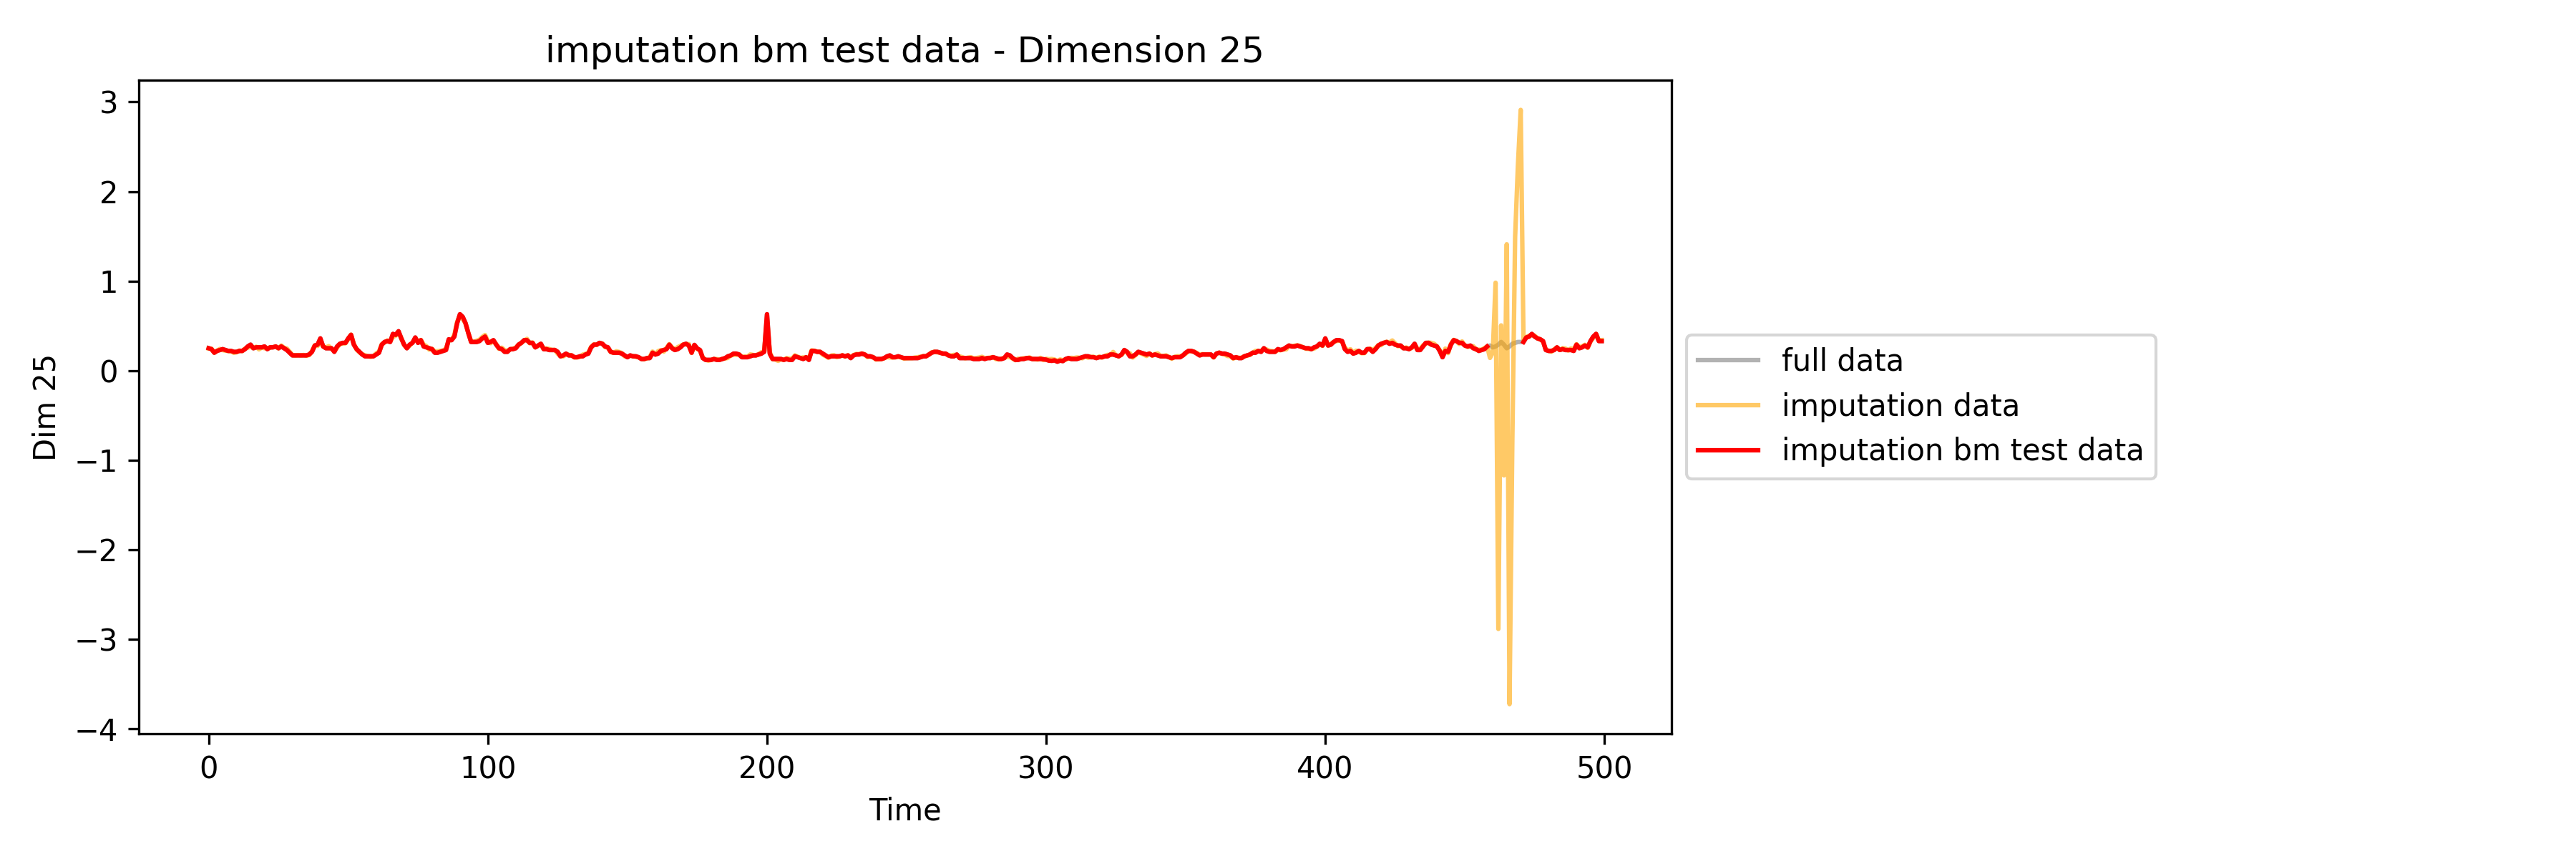 imputation bm test data - Dimension 25
3
2
1
0
−1
−2
−3
−4
Dim 25
0 100 200 300 400 500
Time
full data
imputation data
imputation bm test data